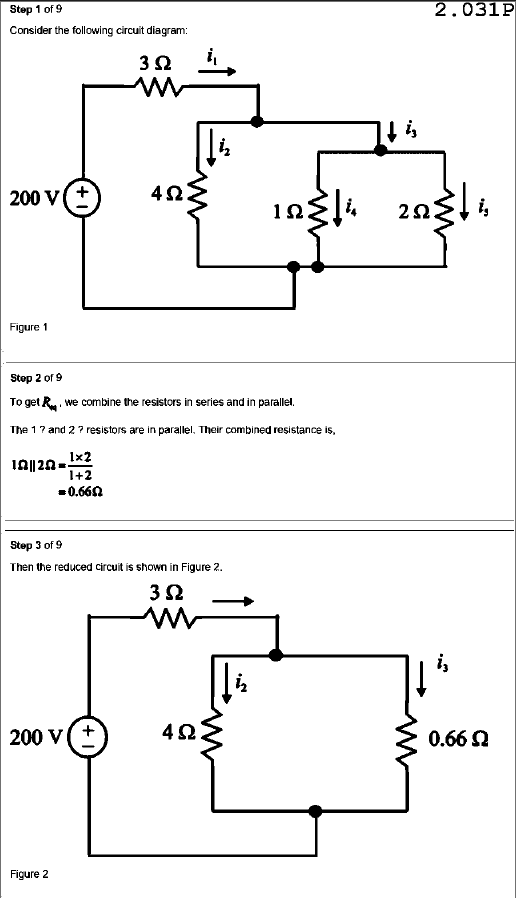 2.031P
Step 1 of 9
Consider the following circuit diagram:
3 Ω i₁
i₂ i₃
200 V + − 4 Ω 1 Ω i₄ 2 Ω i₅
Figure 1
Step 2 of 9
To get R_eq, we combine the resistors in series and in parallel.
The 1 ? and 2 ? resistors are in parallel. Their combined resistance is,
1Ω||2Ω = 1×2
1+2
= 0.66Ω
Step 3 of 9
Then the reduced circuit is shown in Figure 2.
3 Ω
i₂ i₃
200 V + − 4 Ω 0.66 Ω
Figure 2